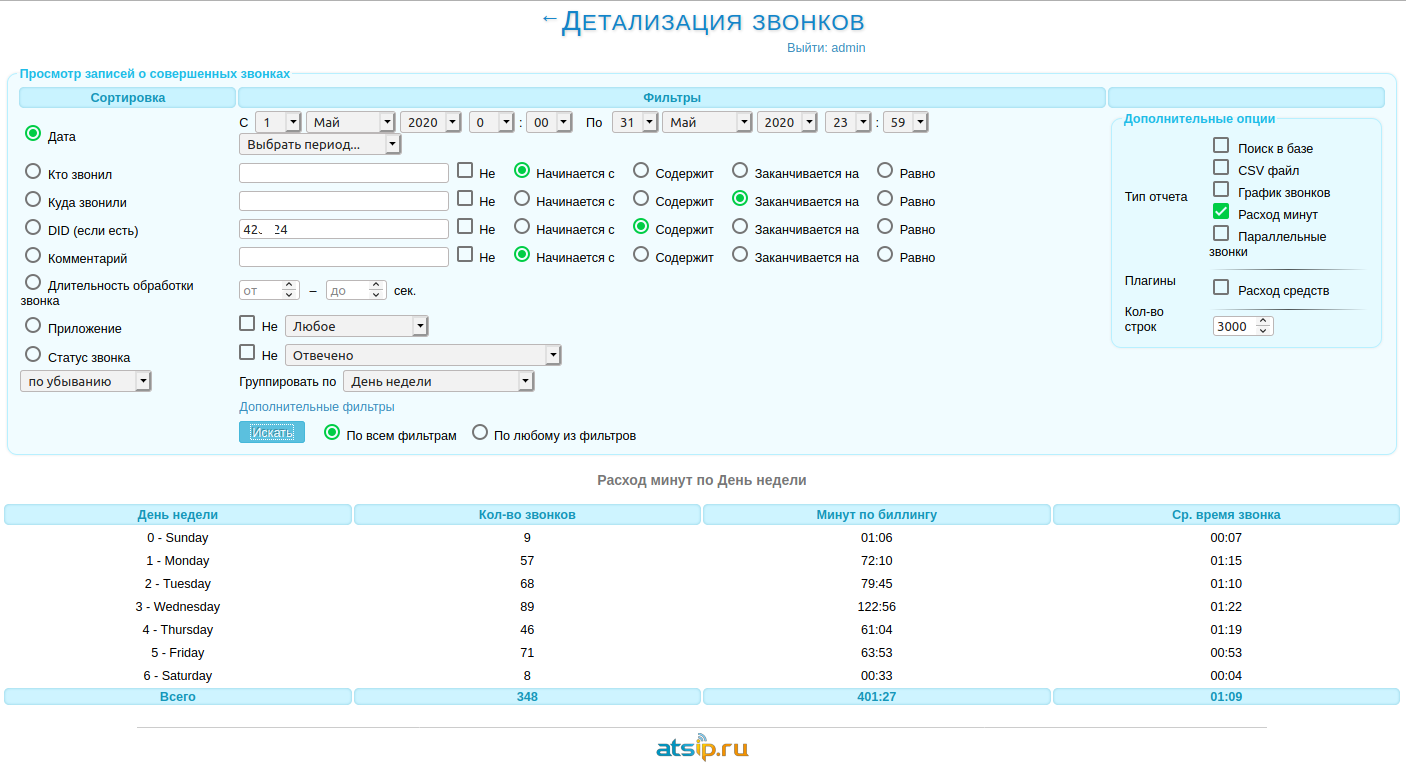 ←Детализация звонков
Выйти: admin
Просмотр записей о совершенных звонках
Сортировка Фильтры
Дата С 1 Май 2020 0 : 00 По 31 Май 2020 23 : 59
Выбрать период...
Кто звонил Не Начинается с Содержит Заканчивается на Равно
Куда звонили Не Начинается с Содержит Заканчивается на Равно
DID (если есть) 42 24 Не Начинается с Содержит Заканчивается на Равно
Комментарий Не Начинается с Содержит Заканчивается на Равно
Длительность обработки звонка от – до сек.
Приложение Не Любое
Статус звонка Не Отвечено
по убыванию Группировать по День недели
Дополнительные фильтры
Искать По всем фильтрам По любому из фильтров
Дополнительные опции
Тип отчета
Поиск в базе
CSV файл
График звонков
Расход минут
Параллельные
звонки
Плагины Расход средств
Кол-во
строк 3000
Расход минут по День недели
День недели Кол-во звонков Минут по биллингу Ср. время звонка
0 - Sunday 9 01:06 00:07
1 - Monday 57 72:10 01:15
2 - Tuesday 68 79:45 01:10
3 - Wednesday 89 122:56 01:22
4 - Thursday 46 61:04 01:19
5 - Friday 71 63:53 00:53
6 - Saturday 8 00:33 00:04
Всего 348 401:27 01:09
atsip.ru